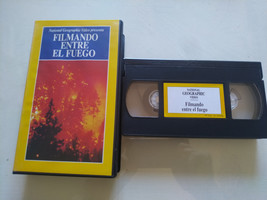 National Geographic Video presenta
FILMANDO
ENTRE
EL FUEGO
NATIONAL
GEOGRAPHIC
VIDEO
Filmando
entre el fuego